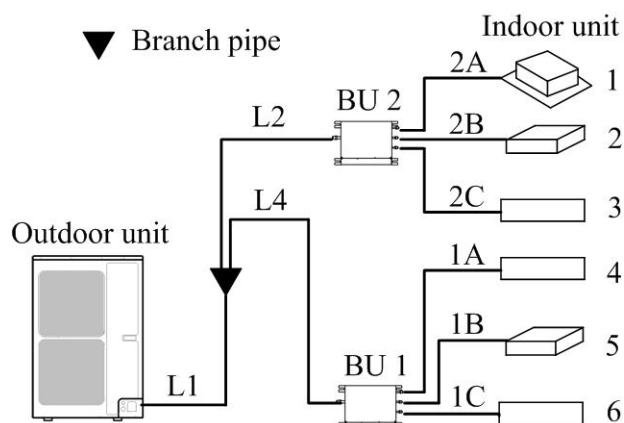 Branch pipe
Indoor unit
2A
1
BU 2
L2
2B
2
L4
2C
3
Outdoor unit
1A
4
1B
5
BU 1
L1
1C
6